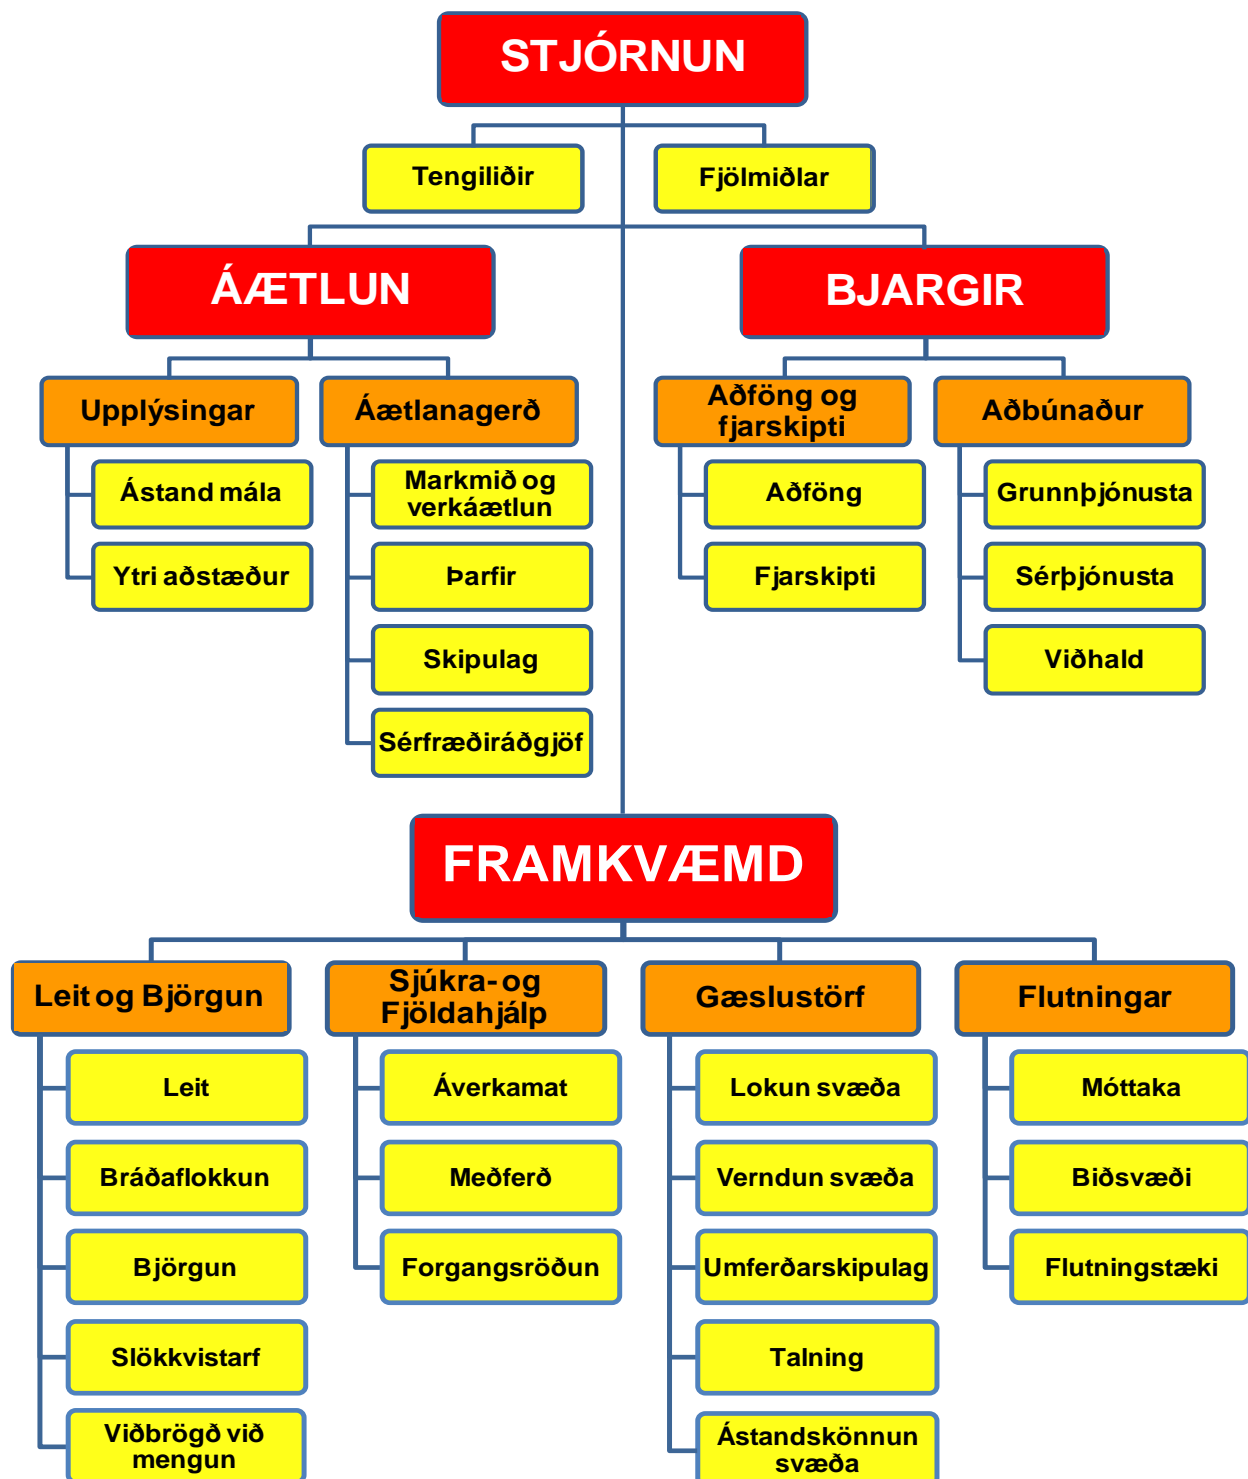 STJÓRNUN
Tengiliðir
Fjölmiðlar
ÁÆTLUN
BJARGIR
Upplýsingar
Áætlanagerð
Aðföng og
fjarskipti
Aðbúnaður
Ástand mála
Ytri aðstæður
Markmið og
verkáætlun
Þarfir
Skipulag
Sérfræðiráðgjöf
Aðföng
Fjarskipti
Grunnþjónusta
Sérþjónusta
Viðhald
FRAMKVÆMD
Leit og Björgun
Sjúkra- og
Fjöldahjálp
Gæslustörf
Flutningar
Leit
Bráðaflokkun
Björgun
Slökkvistarf
Viðbrögð við
mengun
Áverkamat
Meðferð
Forgangsröðun
Lokun svæða
Verndun svæða
Umferðarskipulag
Talning
Ástandskönnun
svæða
Móttaka
Biðsvæði
Flutningstæki